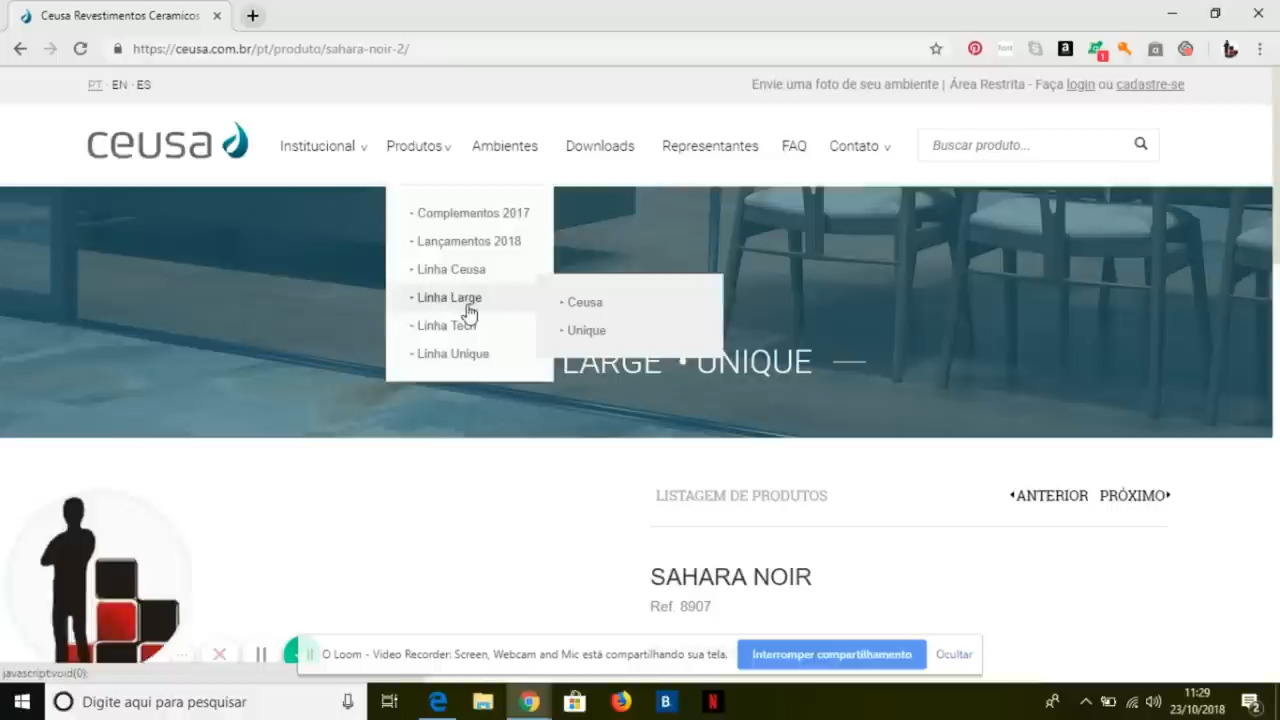 Ceusa Revestimentos Ceramicos
https://ceusa.com.br/pt/produto/sahara-noir-2/
PT · EN · ES
Envie uma foto de seu ambiente | Área Restrita - Faça login ou cadastre-se
ceusa
Institucional
Produtos
Ambientes
Downloads
Representantes
FAQ
Contato
Buscar produto...
- Complementos 2017
- Lançamentos 2018
- Linha Ceusa
- Linha Large
- Linha Tech
- Linha Unique
- Ceusa
- Unique
LARGE • UNIQUE
LISTAGEM DE PRODUTOS
ANTERIOR PRÓXIMO
SAHARA NOIR
Ref. 8907
O Loom - Video Recorder: Screen, Webcam and Mic está compartilhando sua tela.
Interromper compartilhamento
Ocultar
javascript:void(0);
Digite aqui para pesquisar
11:29
23/10/2018